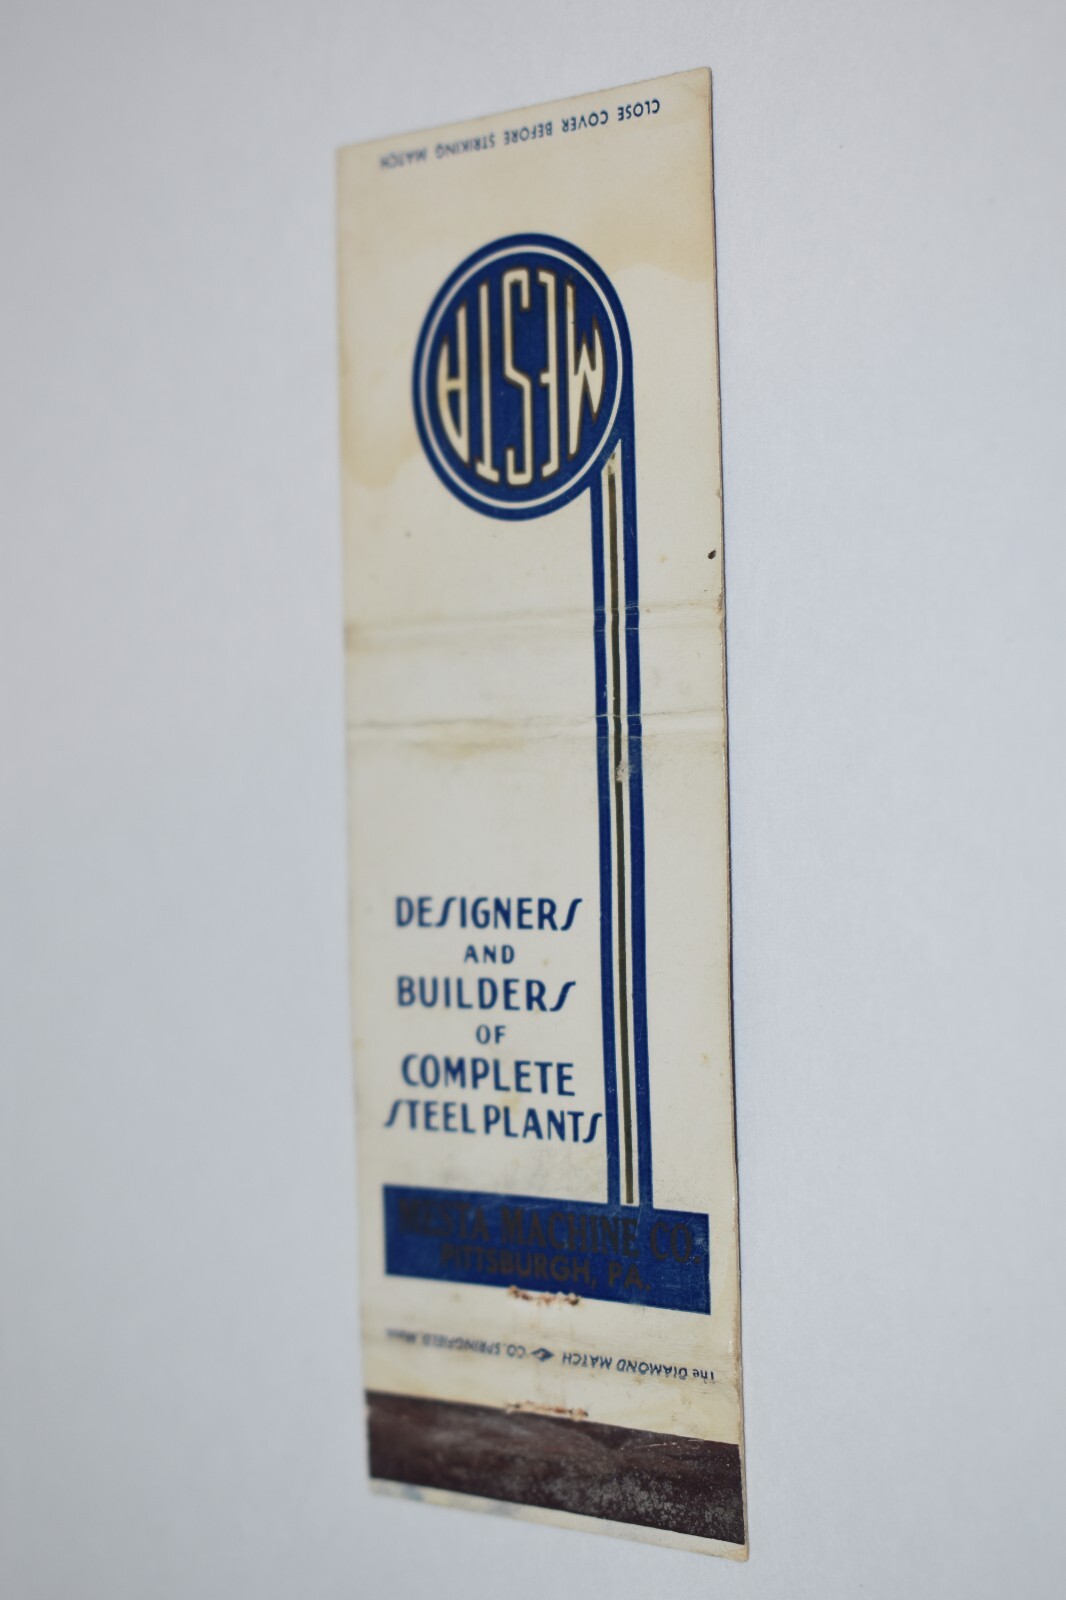 CLOSE COVER BEFORE STRIKING MATCH
MESTA
DESIGNERS
AND
BUILDERS
OF
COMPLETE
STEEL PLANTS
MESTA MACHINE CO.
PITTSBURGH, PA.
The DIAMOND MATCH CO. SPRINGFIELD, Mass.